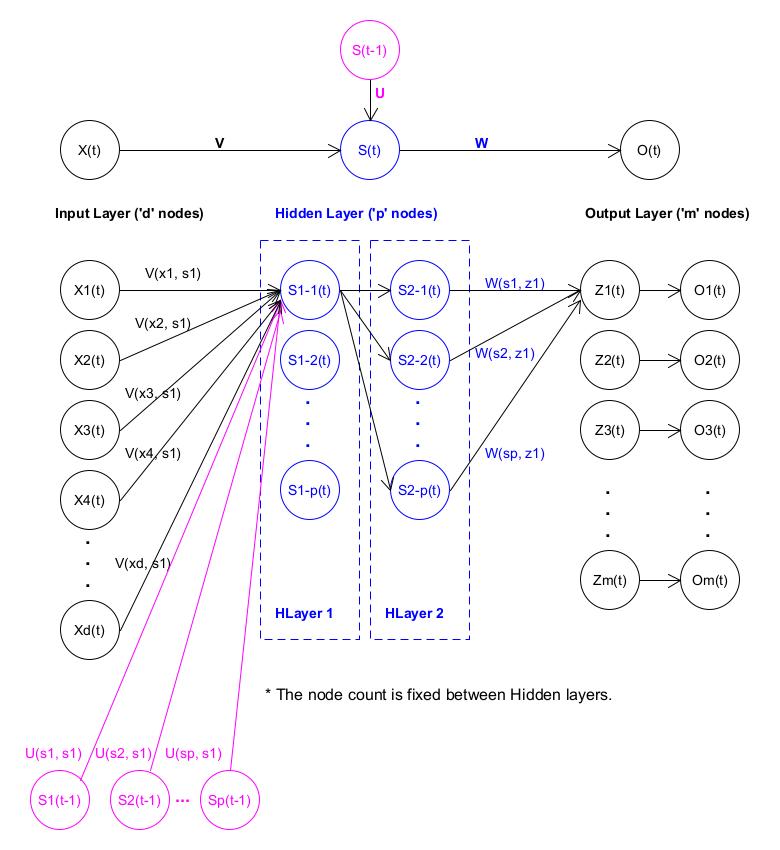 S(t-1)
U
X(t) V S(t) W O(t)
Input Layer ('d' nodes) Hidden Layer ('p' nodes) Output Layer ('m' nodes)
X1(t) V(x1, s1) S1-1(t) S2-1(t) W(s1, z1) Z1(t) O1(t)
V(x2, s1)
X2(t) S1-2(t) S2-2(t) W(s2, z1) Z2(t) O2(t)
V(x3, s1)
X3(t) Z3(t) O3(t)
V(x4, s1) W(sp, z1)
X4(t) S1-p(t) S2-p(t)
V(xd, s1)
Zm(t) Om(t)
HLayer 1 HLayer 2
Xd(t)
* The node count is fixed between Hidden layers.
U(s1, s1) U(s2, s1) U(sp, s1)
S1(t-1) S2(t-1) ... Sp(t-1)